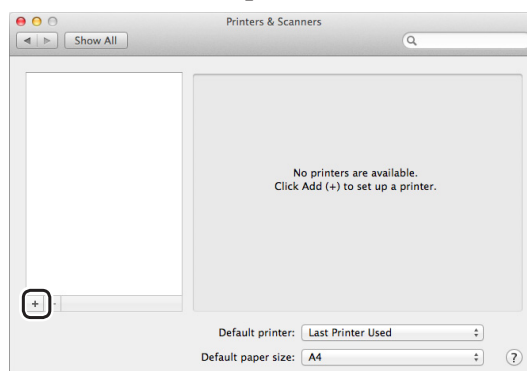 Printers & Scanners
Show All
No printers are available.
Click Add (+) to set up a printer.
+ -
Default printer: Last Printer Used
Default paper size: A4 ?